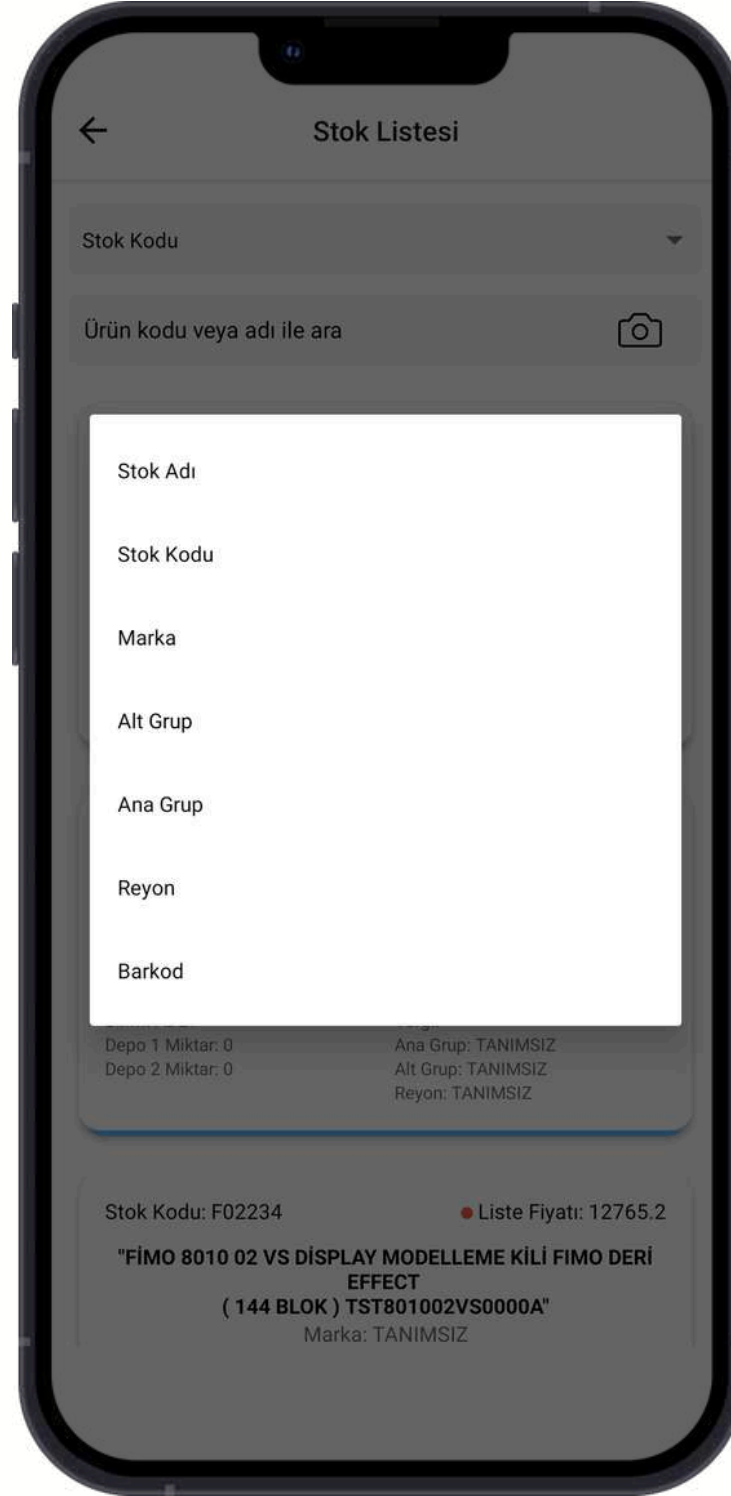 Stok Listesi
Stok Kodu
Ürün kodu veya adı ile ara
Stok Adı
Stok Kodu
Marka
Alt Grup
Ana Grup
Reyon
Barkod
Depo 1 Miktar: 0
Ana Grup: TANIMSIZ
Depo 2 Miktar: 0
Alt Grup: TANIMSIZ
Reyon: TANIMSIZ
Stok Kodu: F02234
Liste Fiyatı: 12765.2
"FİMO 8010 02 VS DİSPLAY MODELLEME KİLİ FIMO DERİ
EFFECT
( 144 BLOK ) TST801002VS0000A"
Marka: TANIMSIZ